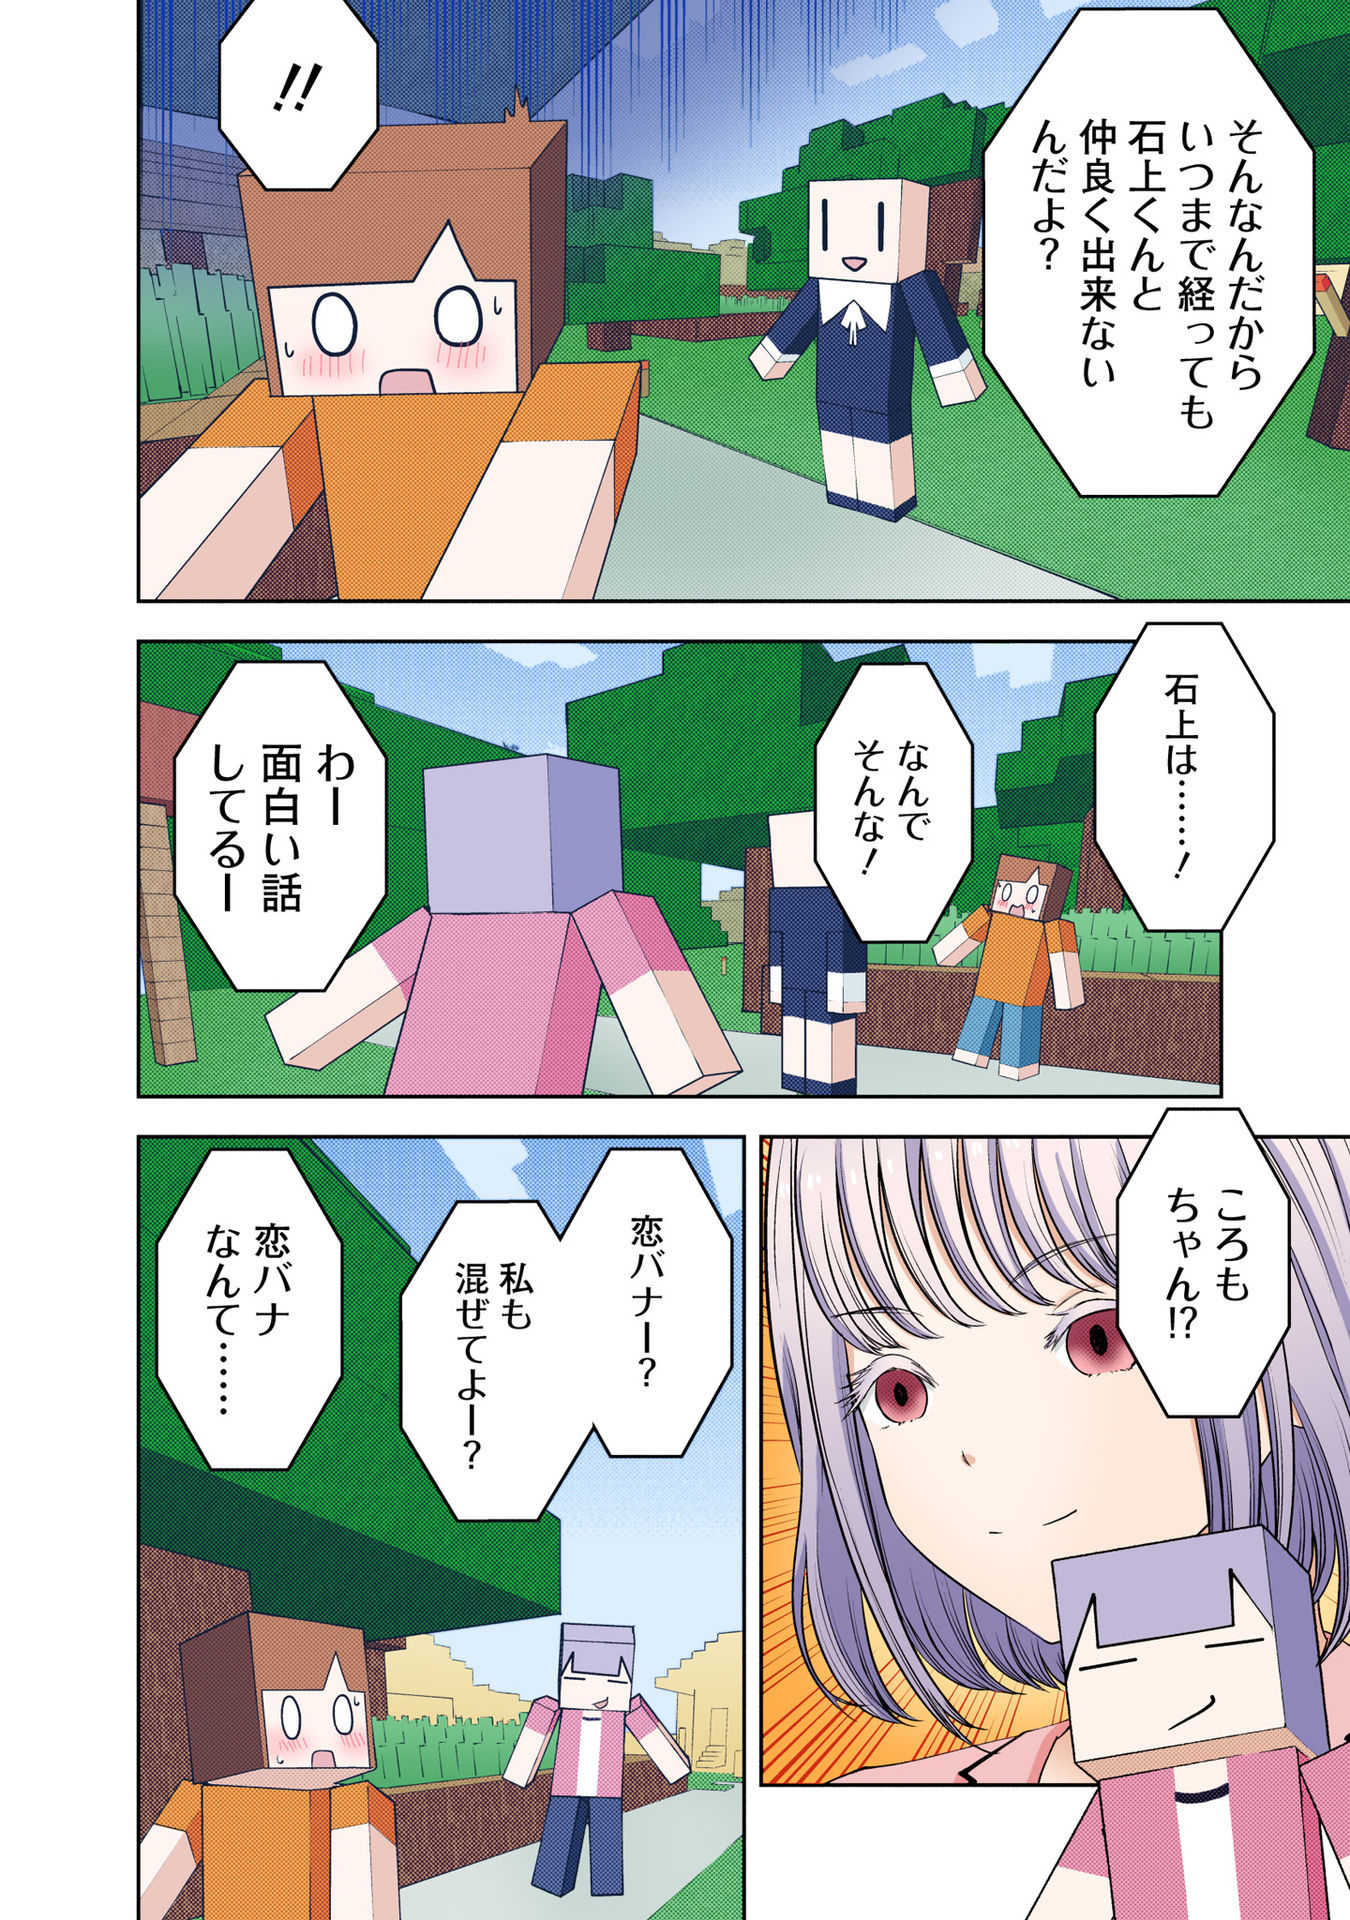 そんなんだから
いつまで経っても
石上くんと
仲良く出来ない
んだよ?
!!
石上は……!
なんで
そんな!
わー
面白い話
してるー
ころも
ちゃん!?
恋バナー?
私も
混ぜてよー?
恋バナ
なんて……